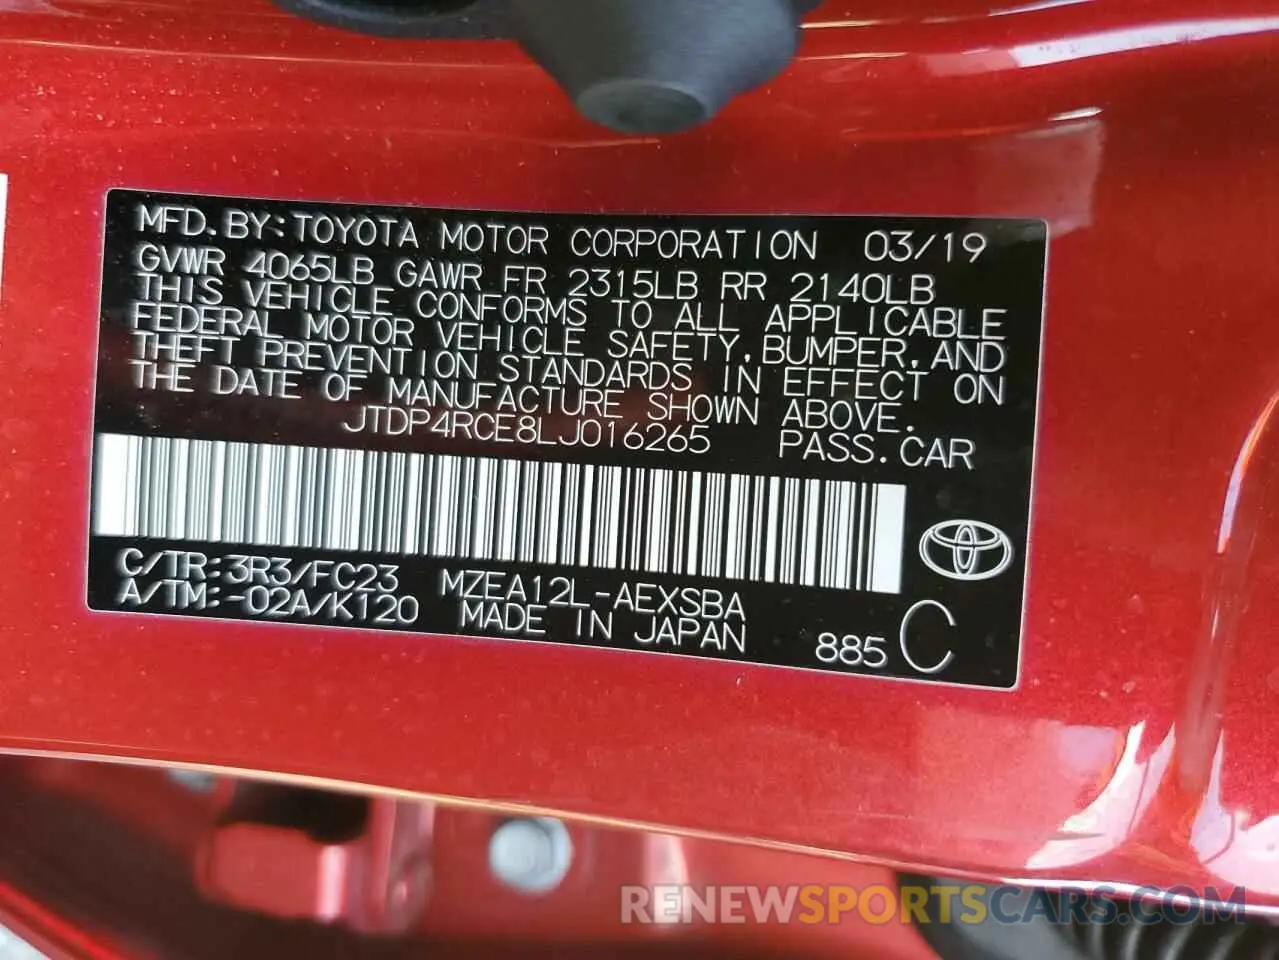 MFD. BY: TOYOTA MOTOR CORPORATION 03/19
GVWR 4065LB GAWR FR 2315LB RR 2140LB
THIS VEHICLE CONFORMS TO ALL APPLICABLE
FEDERAL MOTOR VEHICLE SAFETY, BUMPER, AND
THEFT PREVENTION STANDARDS IN EFFECT ON
THE DATE OF MANUFACTURE SHOWN ABOVE.
JTDP4RCE8LJ016265 PASS. CAR
C/TR: 3R3/FC23 MZEA12L-AEXSBA
A/TM: -02A/K120 MADE IN JAPAN 885 C
RENEWSPORTSCARS.COM